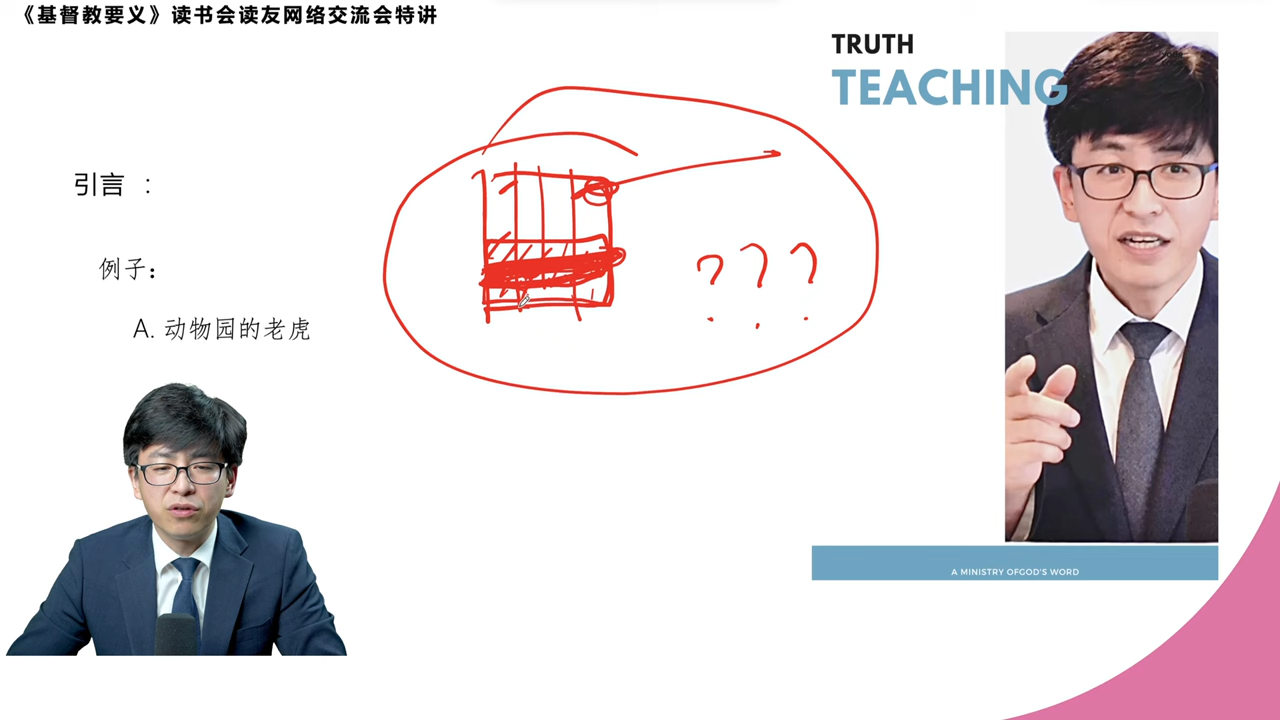 《基督教要义》读书会读友网络交流会特讲
TRUTH
TEACHING
引言 ：
例子：
A. 动物园的老虎
? ? ?
A MINISTRY OFGOD'S WORD